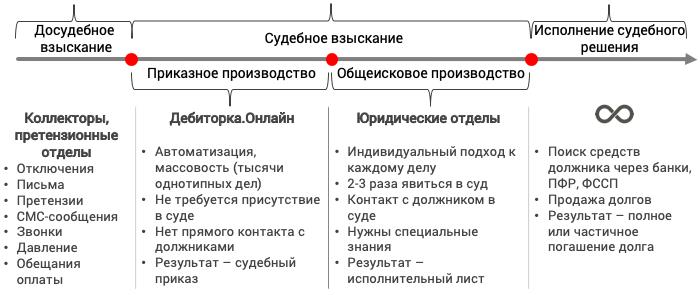 Досудебное
взыскание
Судебное взыскание
Исполнение судебного
решения
Приказное производство
Общеисковое производство
Коллекторы,
претензионные
отделы
• Отключения
• Письма
• Претензии
• СМС-сообщения
• Звонки
• Давление
• Обещания
оплаты
Дебиторка.Онлайн
• Автоматизация,
массовость (тысячи
однотипных дел)
• Не требуется присутствие
в суде
• Нет прямого контакта с
должниками
• Результат – судебный
приказ
Юридические отделы
• Индивидуальный подход к
каждому делу
• 2-3 раза явиться в суд
• Контакт с должником в
суде
• Нужны специальные
знания
• Результат –
исполнительный лист
∞
• Поиск средств
должника через банки,
ПФР, ФССП
• Продажа долгов
• Результат – полное
или частичное
погашение долга